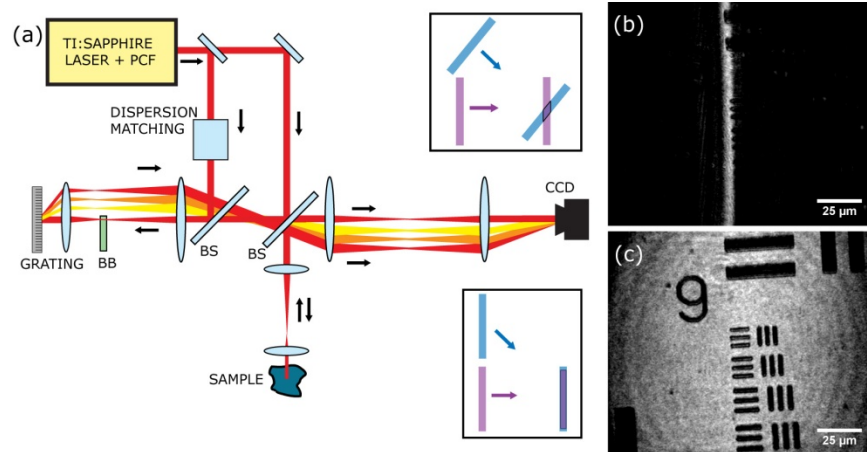 (a)
TI:SAPPHIRE
LASER + PCF
DISPERSION
MATCHING
GRATING
BB
BS
BS
CCD
SAMPLE
(b)
25 µm
(c)
9
25 µm